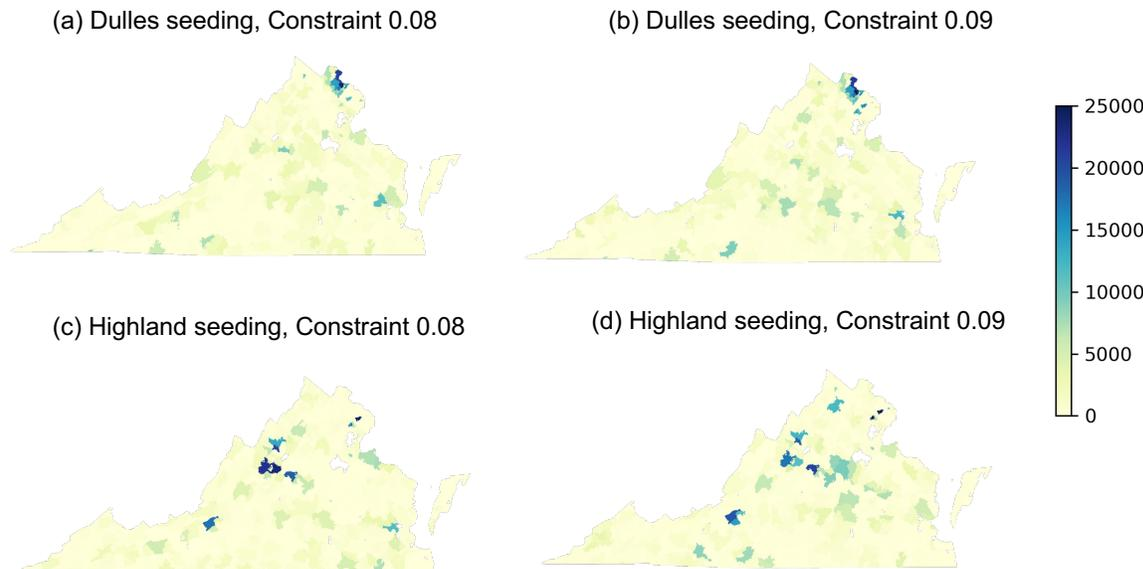 (a) Dulles seeding, Constraint 0.08
(b) Dulles seeding, Constraint 0.09
25000
20000
15000
10000
5000
0
(c) Highland seeding, Constraint 0.08
(d) Highland seeding, Constraint 0.09